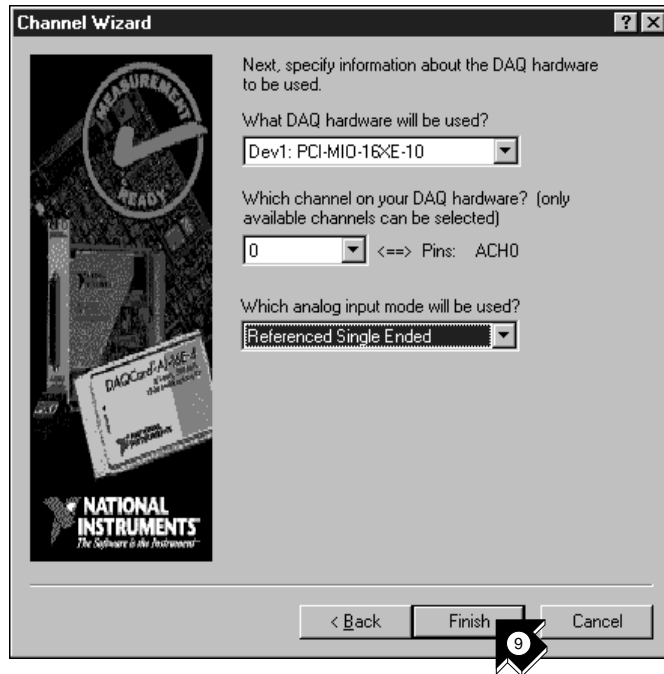 Channel Wizard
MEASUREMENT
READY
Next, specify information about the DAQ hardware
to be used.
What DAQ hardware will be used?
Dev1: PCI-MIO-16XE-10
Which channel on your DAQ hardware? (only
available channels can be selected)
0 <==> Pins: ACH0
Which analog input mode will be used?
Referenced Single Ended
DAQCard-AI-16E-4
NATIONAL
INSTRUMENTS
The Software is the Instrument
< Back Finish Cancel
9